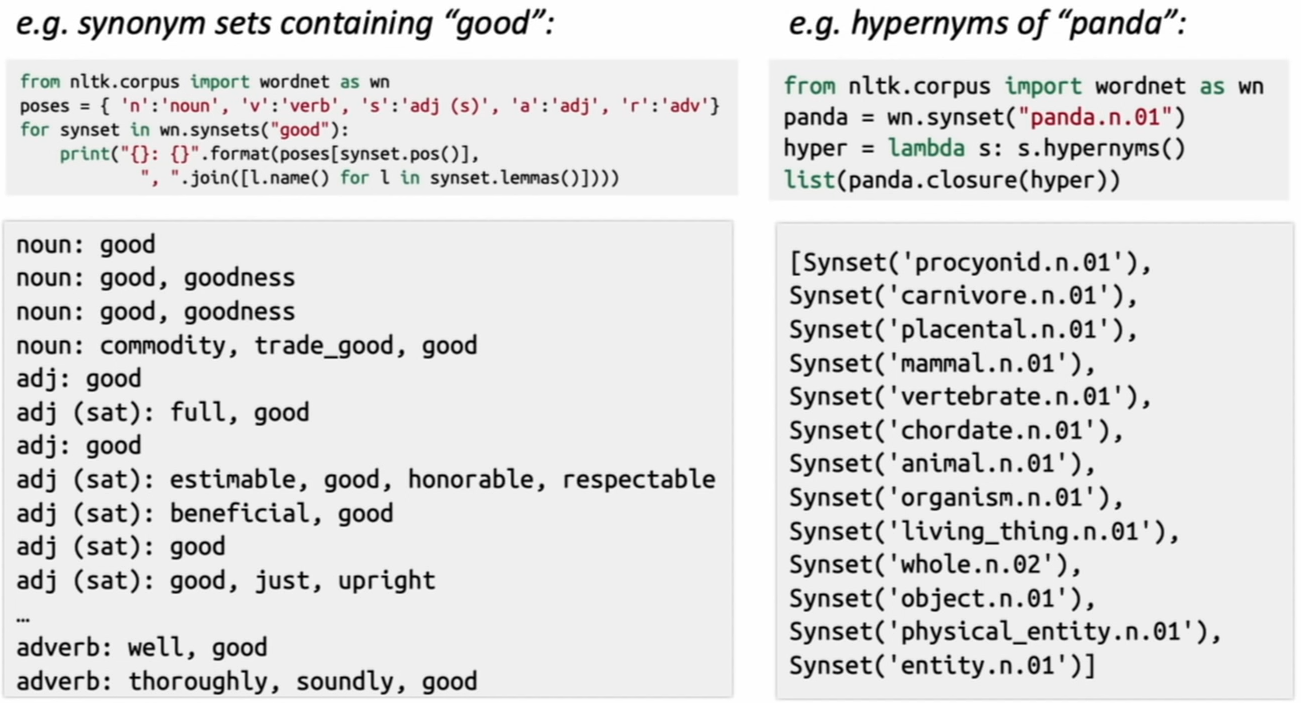 e.g. synonym sets containing “good”:
from nltk.corpus import wordnet as wn
poses = { 'n':'noun', 'v':'verb', 's':'adj (s)', 'a':'adj', 'r':'adv'}
for synset in wn.synsets("good"):
    print("{}: {}".format(poses[synset.pos()],
            ", ".join([l.name() for l in synset.lemmas()])))
noun: good
noun: good, goodness
noun: good, goodness
noun: commodity, trade_good, good
adj: good
adj (sat): full, good
adj: good
adj (sat): estimable, good, honorable, respectable
adj (sat): beneficial, good
adj (sat): good
adj (sat): good, just, upright
…
adverb: well, good
adverb: thoroughly, soundly, good
e.g. hypernyms of “panda”:
from nltk.corpus import wordnet as wn
panda = wn.synset("panda.n.01")
hyper = lambda s: s.hypernyms()
list(panda.closure(hyper))
[Synset('procyonid.n.01'),
Synset('carnivore.n.01'),
Synset('placental.n.01'),
Synset('mammal.n.01'),
Synset('vertebrate.n.01'),
Synset('chordate.n.01'),
Synset('animal.n.01'),
Synset('organism.n.01'),
Synset('living_thing.n.01'),
Synset('whole.n.02'),
Synset('object.n.01'),
Synset('physical_entity.n.01'),
Synset('entity.n.01')]